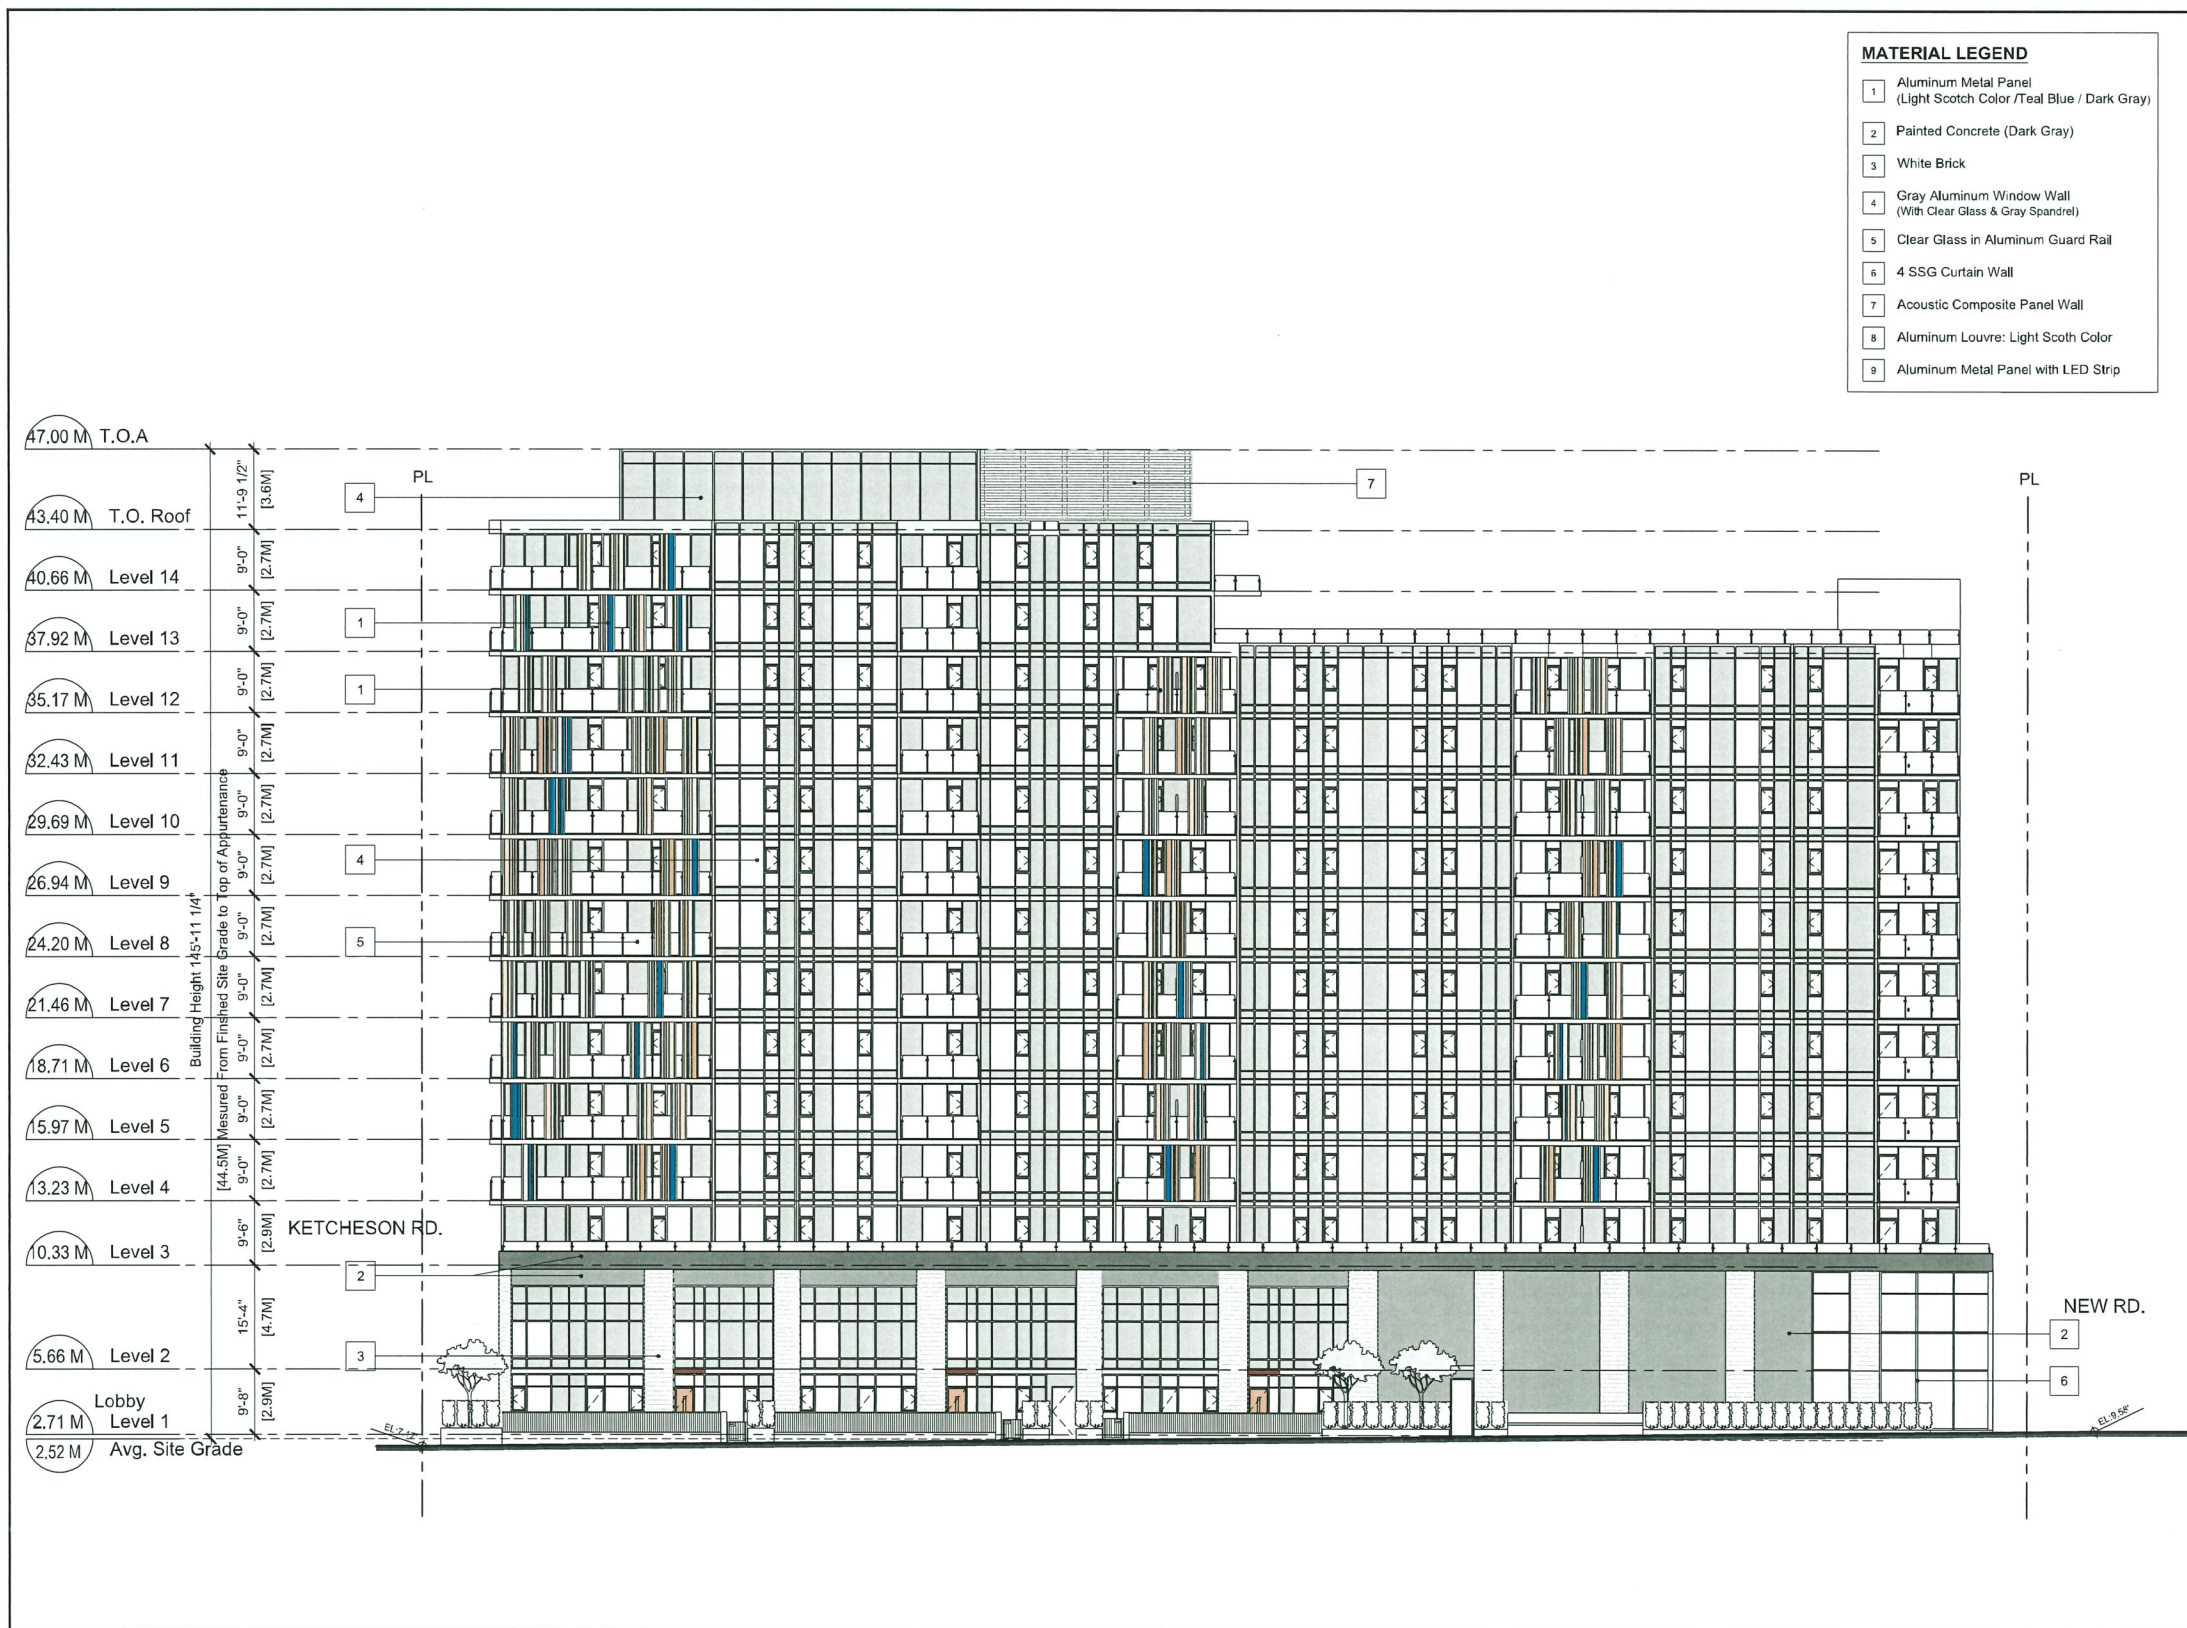 MATERIAL LEGEND
1 Aluminum Metal Panel
(Light Scotch Color /Teal Blue / Dark Gray)
2 Painted Concrete (Dark Gray)
3 White Brick
4 Gray Aluminum Window Wall
(With Clear Glass & Gray Spandrel)
5 Clear Glass in Aluminum Guard Rail
6 4 SSG Curtain Wall
7 Acoustic Composite Panel Wall
8 Aluminum Louvre: Light Scoth Color
9 Aluminum Metal Panel with LED Strip
47.00 M T.O.A
11'-9 1/2"
[3.6M]
PL
PL
4
7
43.40 M T.O. Roof
9'-0"
[2.7M]
40.66 M Level 14
9'-0"
[2.7M]
1
37.92 M Level 13
9'-0"
[2.7M]
1
35.17 M Level 12
9'-0"
[2.7M]
32.43 M Level 11
9'-0"
[2.7M]
29.69 M Level 10
9'-0"
[2.7M]
4
26.94 M Level 9
9'-0"
[2.7M]
5
24.20 M Level 8
9'-0"
[2.7M]
21.46 M Level 7
9'-0"
[2.7M]
18.71 M Level 6
9'-0"
[2.7M]
15.97 M Level 5
9'-0"
[2.7M]
13.23 M Level 4
Building Height 145'-11 1/4"
[44.5M] Mesured From Finshed Site Grade to Top of Appurtenance
9'-6"
[2.9M]
KETCHESON RD.
10.33 M Level 3
2
15'-4"
[4.7M]
NEW RD.
2
3
5.66 M Level 2
6
9'-8"
[2.9M]
Lobby
2.71 M Level 1
EL:9.58'
2.52 M Avg. Site Grade